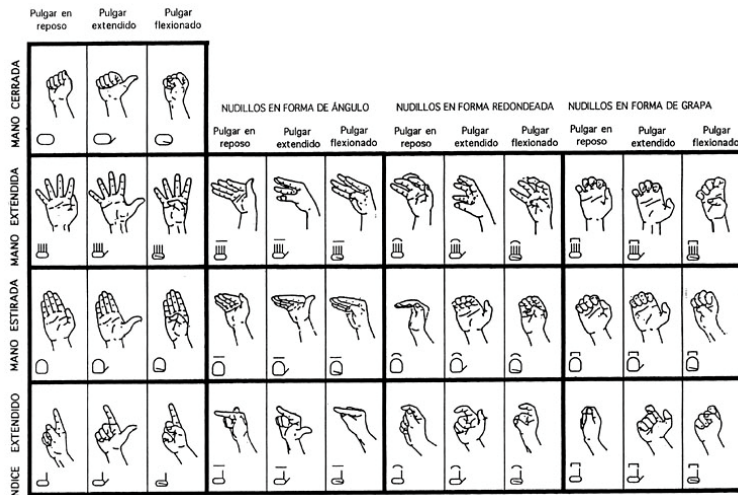 Pulgar en reposo
Pulgar extendido
Pulgar flexionado
MANO CERRADA
NUDILLOS EN FORMA DE ÁNGULO
NUDILLOS EN FORMA REDONDEADA
NUDILLOS EN FORMA DE GRAPA
Pulgar en reposo
Pulgar extendido
Pulgar flexionado
Pulgar en reposo
Pulgar extendido
Pulgar flexionado
Pulgar en reposo
Pulgar extendido
Pulgar flexionado
MANO EXTENDIDA
MANO ESTIRADA
NDICE EXTENDIDO